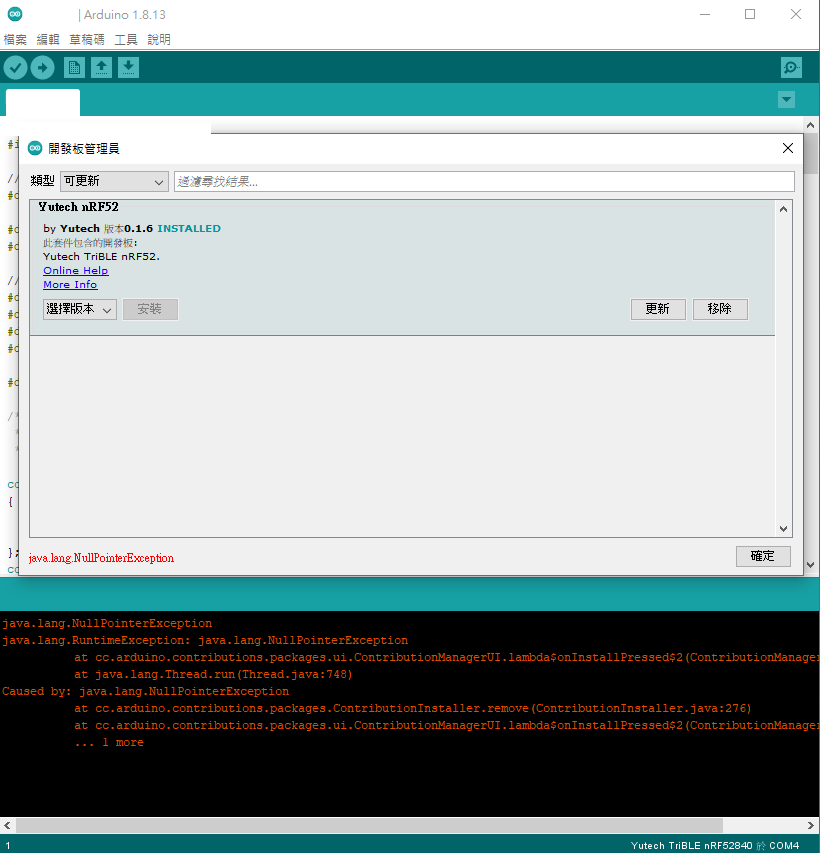 | Arduino 1.8.13
檔案 編輯 草稿碼 工具 說明
#i
開發板管理員
類型 可更新 過濾尋找結果...
//
#d
Yutech nRF52
by Yutech 版本0.1.6 INSTALLED
此套件包含的開發板:
Yutech TriBLE nRF52.
Online Help
More Info
選擇版本 安裝 更新 移除
#d
#d
//
#d
#d
#d
#d
#d
/*
*
*
co
{
};
co
java.lang.NullPointerException
確定
java.lang.NullPointerException
java.lang.RuntimeException: java.lang.NullPointerException
at cc.arduino.contributions.packages.ui.ContributionManagerUI.lambda$onInstallPressed$2(ContributionManager
at java.lang.Thread.run(Thread.java:748)
Caused by: java.lang.NullPointerException
at cc.arduino.contributions.packages.ContributionInstaller.remove(ContributionInstaller.java:276)
at cc.arduino.contributions.packages.ui.ContributionManagerUI.lambda$onInstallPressed$2(ContributionManager
... 1 more
1
Yutech TriBLE nRF52840 於 COM4